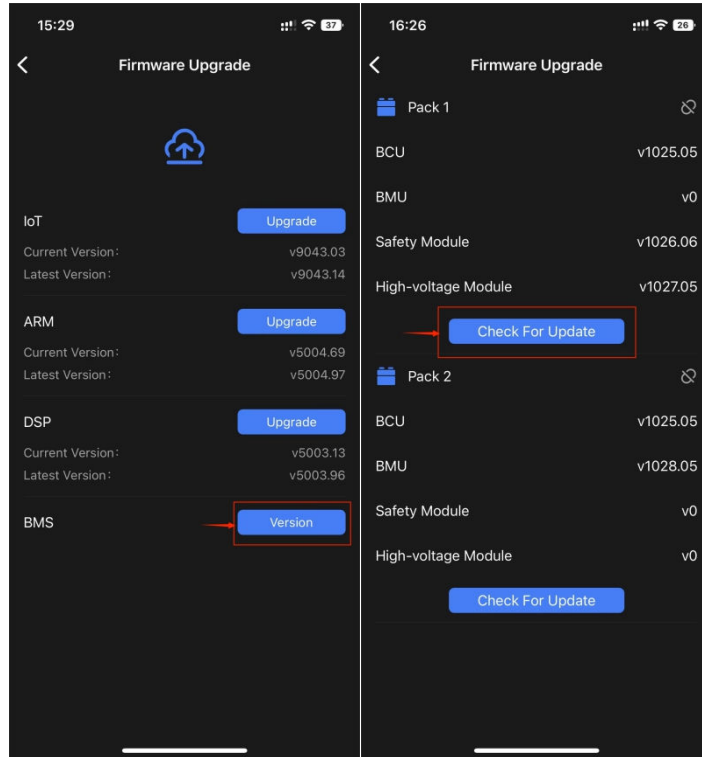 15:29
37
Firmware Upgrade
IoT
Upgrade
Current Version:
v9043.03
Latest Version:
v9043.14
ARM
Upgrade
Current Version:
v5004.69
Latest Version:
v5004.97
DSP
Upgrade
Current Version:
v5003.13
Latest Version:
v5003.96
BMS
Version
16:26
26
Firmware Upgrade
Pack 1
BCU
v1025.05
BMU
v0
Safety Module
v1026.06
High-voltage Module
v1027.05
Check For Update
Pack 2
BCU
v1025.05
BMU
v1028.05
Safety Module
v0
High-voltage Module
v0
Check For Update